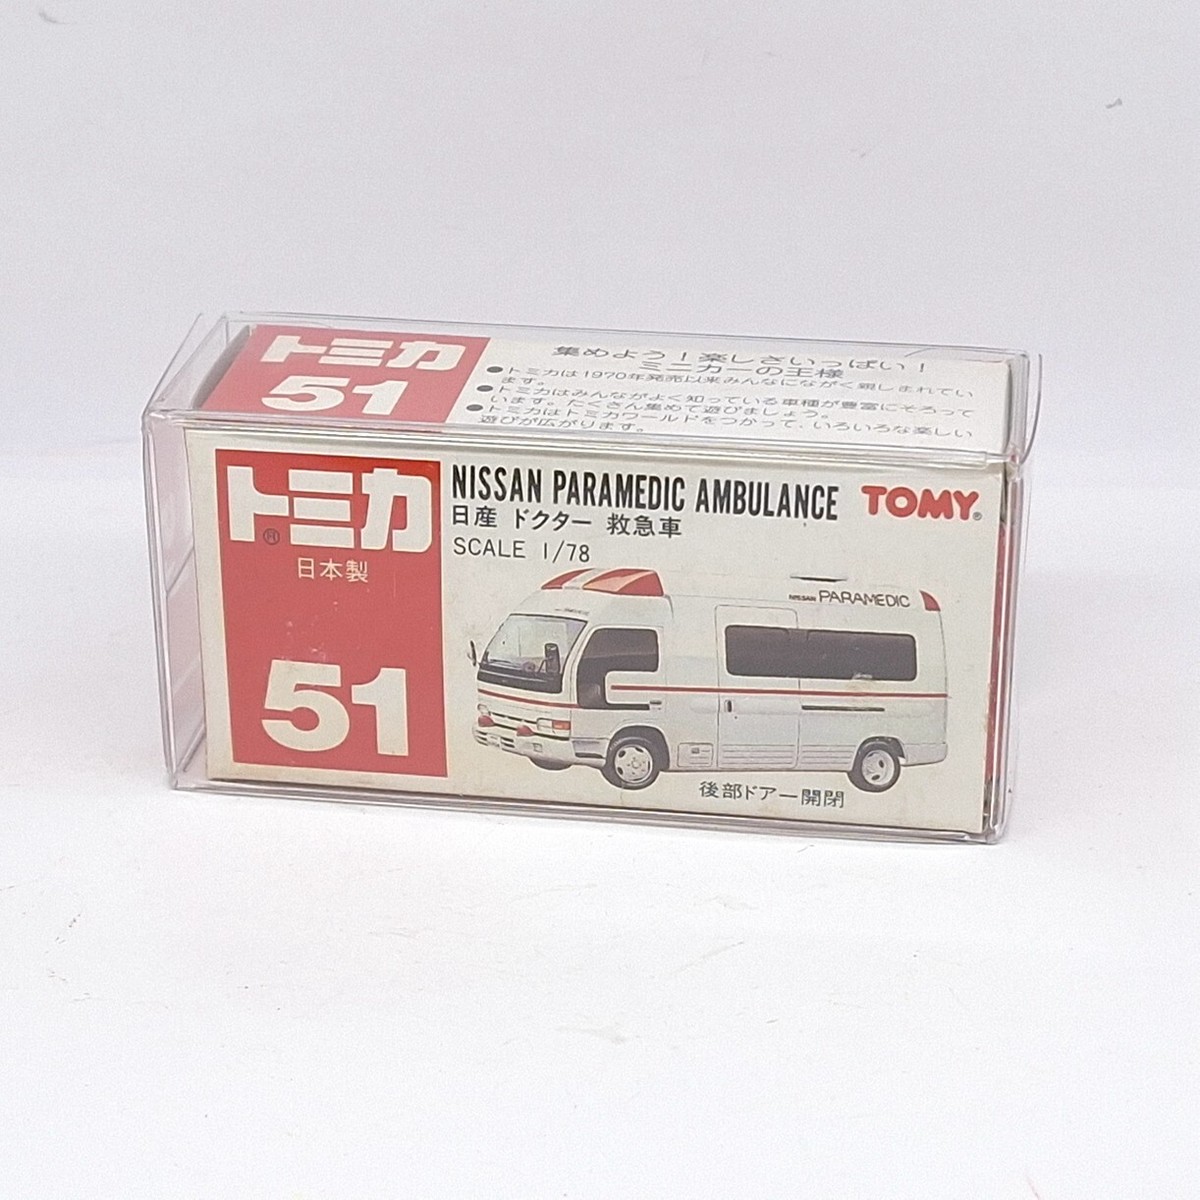 トミカ
51
集めよう！楽しさいっぱい！
ミニカーの王様
●トミカは1970年発売以来みんなにながく親しまれてい
ます。
●トミカはみんながよく知っている車種が豊富にそろって
います。たくさん集めて遊びましょう。
●トミカはトミカワールドをつかって、いろいろな楽しい
遊びが広がります。
トミカ®
日本製
51
NISSAN PARAMEDIC AMBULANCE
TOMY®
日産 ドクター 救急車
SCALE 1/78
NISSAN PARAMEDIC
後部ドアー開閉